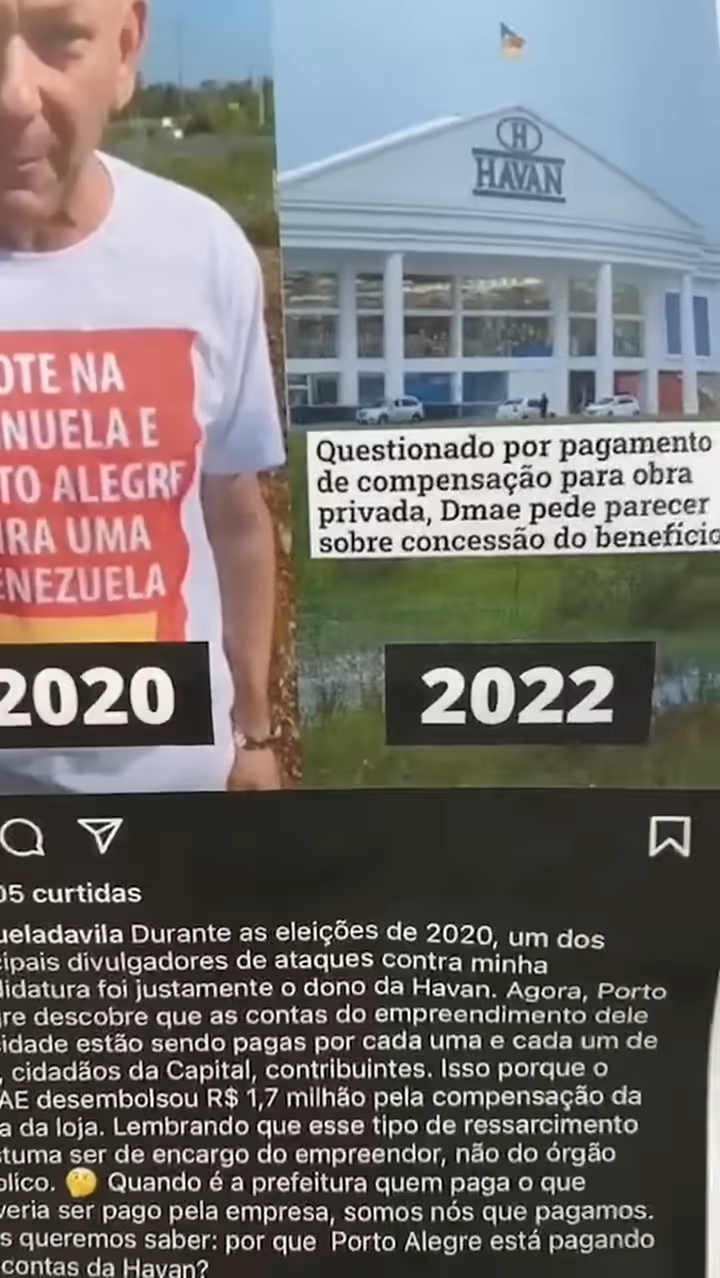 H
HAVAN
OTE NA
NUELA E
TO ALEGRE
IRA UMA
ENEZUELA
Questionado por pagamento
de compensação para obra
privada, Dmae pede parecer
sobre concessão do benefício
2020
2022
05 curtidas
ueladavila Durante as eleições de 2020, um dos
cipais divulgadores de ataques contra minha
didatura foi justamente o dono da Havan. Agora, Porto
gre descobre que as contas do empreendimento dele
cidade estão sendo pagas por cada uma e cada um de
, cidadãos da Capital, contribuintes. Isso porque o
AE desembolsou R$ 1,7 milhão pela compensação da
a da loja. Lembrando que esse tipo de ressarcimento
stuma ser de encargo do empreendor, não do órgão
blico. 🤔 Quando é a prefeitura quem paga o que
veria ser pago pela empresa, somos nós que pagamos.
s queremos saber: por que Porto Alegre está pagando
contas da Havan?